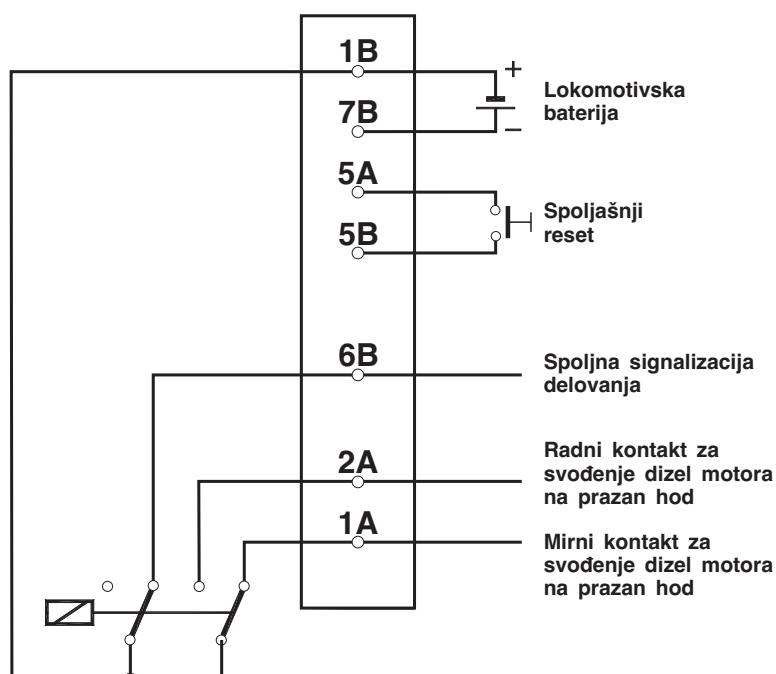 1B
+
Lokomotivska
baterija
7B
–
5A
Spoljašnji
reset
5B
6B
Spoljna signalizacija
delovanja
2A
Radni kontakt za
svođenje dizel motora
na prazan hod
1A
Mirni kontakt za
svođenje dizel motora
na prazan hod